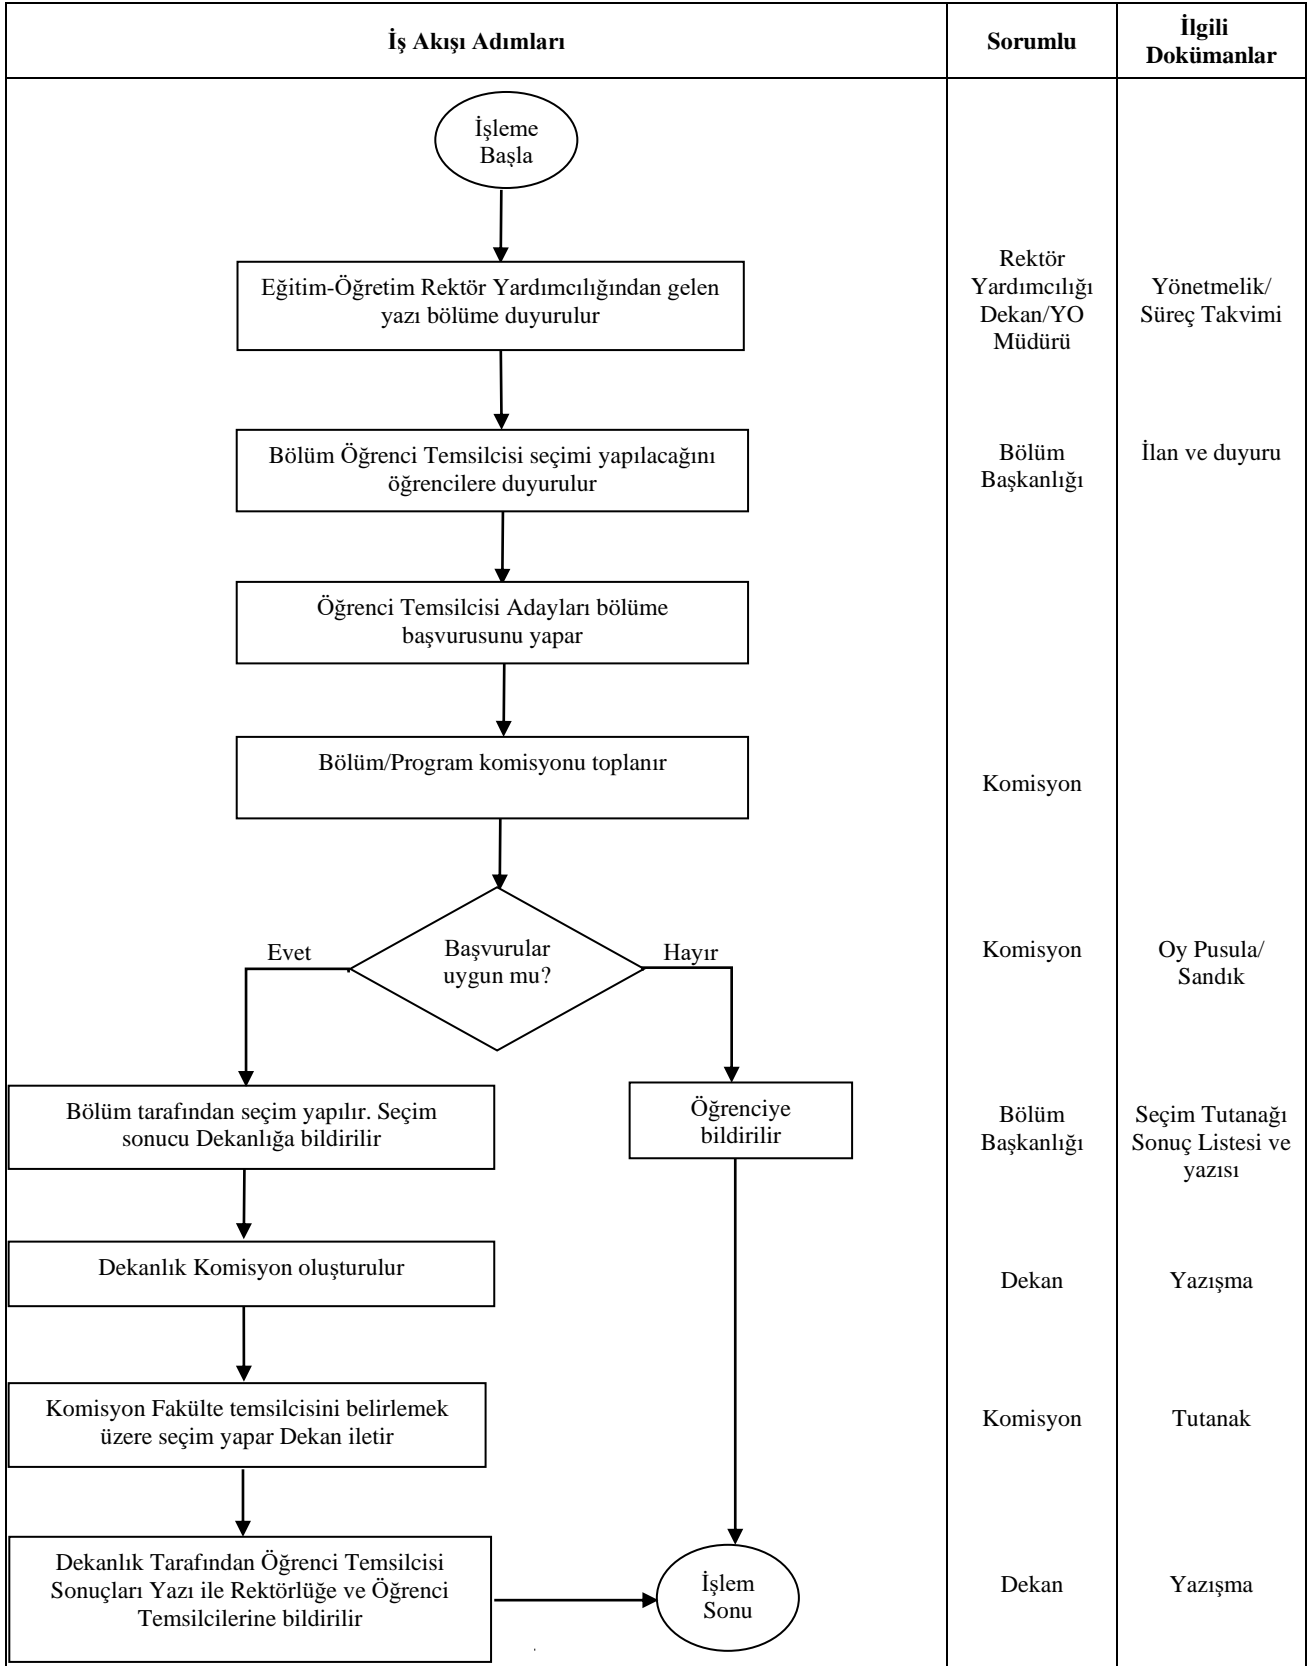 İş Akışı Adımları
Sorumlu
İlgili
Dokümanlar
İşleme
Başla
Eğitim-Öğretim Rektör Yardımcılığından gelen
yazı bölüme duyurulur
Rektör
Yardımcılığı
Dekan/YO
Müdürü
Yönetmelik/
Süreç Takvimi
Bölüm Öğrenci Temsilcisi seçimi yapılacağını
öğrencilere duyurulur
Bölüm
Başkanlığı
İlan ve duyuru
Öğrenci Temsilcisi Adayları bölüme
başvurusunu yapar
Bölüm/Program komisyonu toplanır
Komisyon
Evet
Başvurular
uygun mu?
Hayır
Komisyon
Oy Pusula/
Sandık
Bölüm tarafından seçim yapılır. Seçim
sonucu Dekanlığa bildirilir
Öğrenciye
bildirilir
Bölüm
Başkanlığı
Seçim Tutanağı
Sonuç Listesi ve
yazısı
Dekanlık Komisyon oluşturulur
Dekan
Yazışma
Komisyon Fakülte temsilcisini belirlemek
üzere seçim yapar Dekan iletir
Komisyon
Tutanak
Dekanlık Tarafından Öğrenci Temsilcisi
Sonuçları Yazı ile Rektörlüğe ve Öğrenci
Temsilcilerine bildirilir
İşlem
Sonu
Dekan
Yazışma